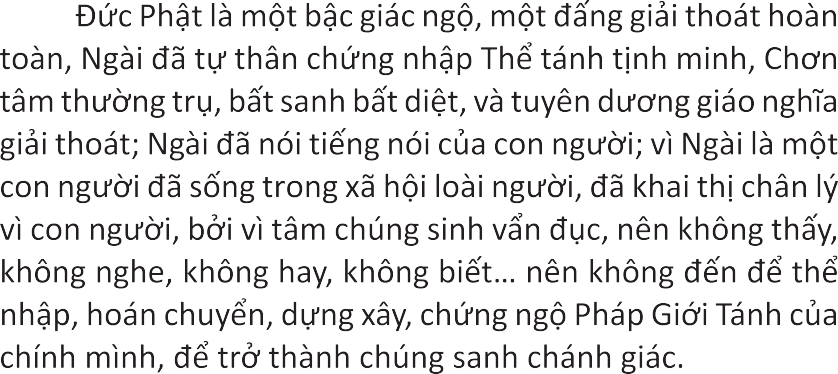 Đức Phật là một bậc giác ngộ, một đấng giải thoát hoàn
toàn, Ngài đã tự thân chứng nhập Thể tánh tịnh minh, Chơn
tâm thường trụ, bất sanh bất diệt, và tuyên dương giáo nghĩa
giải thoát; Ngài đã nói tiếng nói của con người; vì Ngài là một
con người đã sống trong xã hội loài người, đã khai thị chân lý
vì con người, bởi vì tâm chúng sinh vẩn đục, nên không thấy,
không nghe, không hay, không biết... nên không đến để thể
nhập, hoán chuyển, dựng xây, chứng ngộ Pháp Giới Tánh của
chính mình, để trở thành chúng sanh chánh giác.